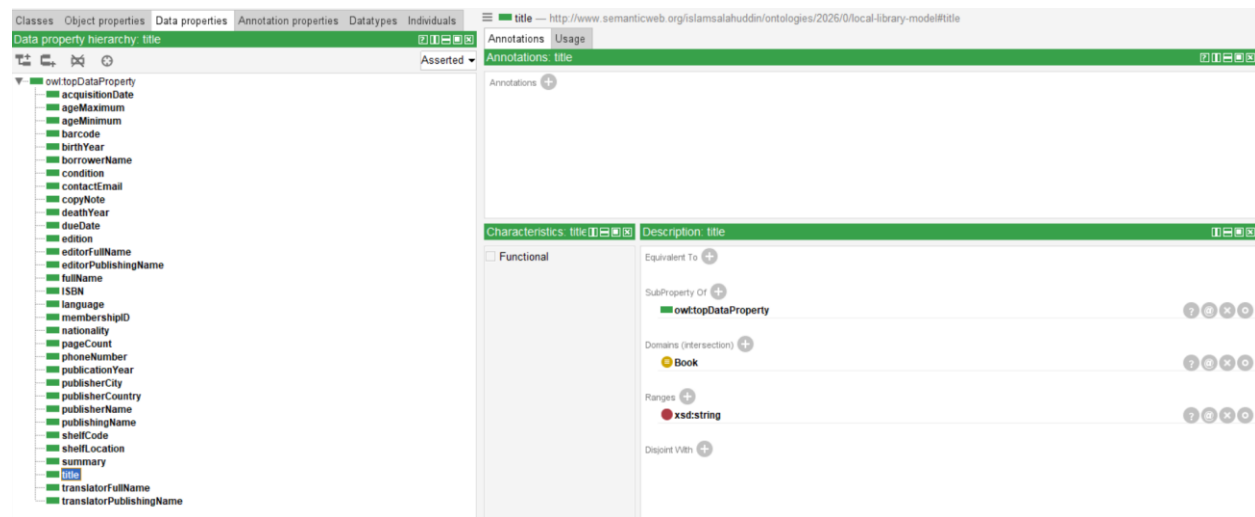 Classes Object properties Data properties Annotation properties Datatypes Individuals
Data property hierarchy: title
Asserted
owl:topDataProperty
acquisitionDate
ageMaximum
ageMinimum
barcode
birthYear
borrowerName
condition
contactEmail
copyNote
deathYear
dueDate
edition
editorFullName
editorPublishingName
fullName
ISBN
language
membershipID
nationality
pageCount
phoneNumber
publicationYear
publisherCity
publisherCountry
publisherName
publishingName
shelfCode
shelfLocation
summary
title
translatorFullName
translatorPublishingName
title — http://www.semanticweb.org/islamsalahuddin/ontologies/2026/0/local-library-model#title
Annotations Usage
Annotations: title
Annotations
Characteristics: title
Functional
Description: title
Equivalent To
SubProperty Of
owl:topDataProperty
Domains (intersection)
Book
Ranges
xsd:string
Disjoint With